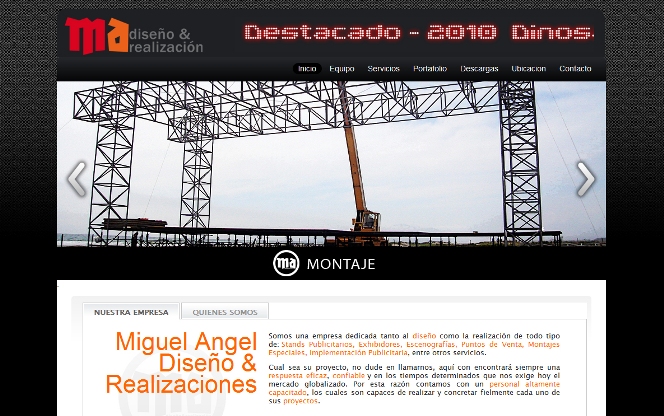 ma diseño &
realización
Destacado - 2010 Dinos
Inicio Equipo Servicios Portafolio Descargas Ubicacion Contacto
ma MONTAJE
NUESTRA EMPRESA QUIENES SOMOS
Miguel Angel
Diseño &
Realizaciones
Somos una empresa dedicada tanto al diseño como la realización de todo tipo
de: Stands Publicitarios, Exhibidores, Escenografías, Puntos de Venta, Montajes
Especiales, Implementación Publicitaria, entre otros servicios.
Cual sea su proyecto, no dude en llamarnos, aquí con encontrará siempre una
respuesta eficaz, confiable y en los tiempos determinados que nos exige hoy el
mercado globalizado. Por esta razón contamos con un personal altamente
capacitado, los cuales son capaces de realizar y concretar fielmente cada uno de
sus proyectos.
ma